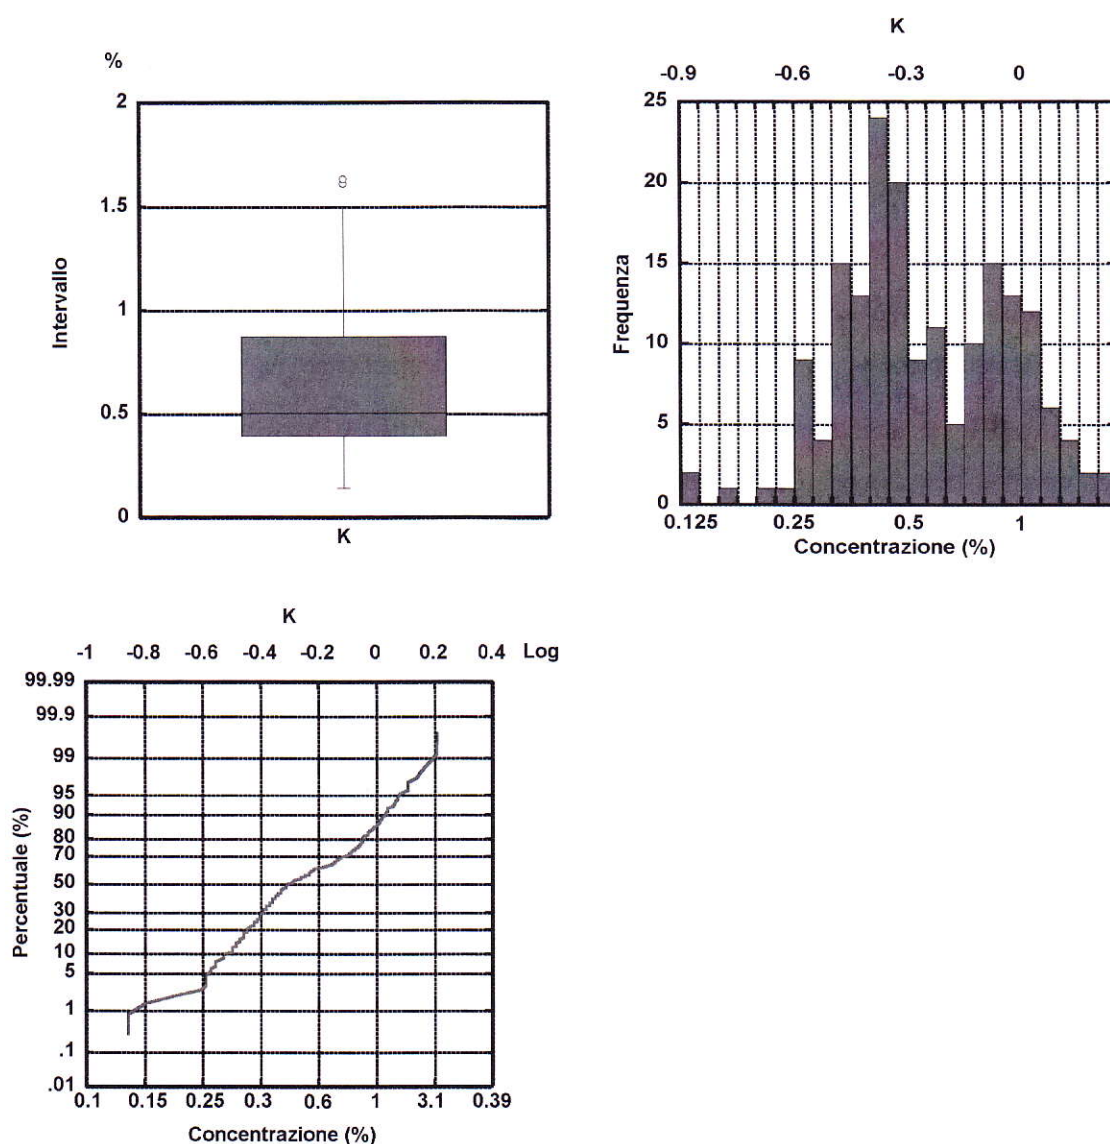 %
2
1.5
1
0.5
0
Intervallo
K
K
-0.9 -0.6 -0.3 0
25
20
15
10
5
0
Frequenza
0.125 0.25 0.5 1
Concentrazione (%)
K
-1 -0.8 -0.6 -0.4 -0.2 0 0.2 0.4 Log
99.99
99.9
99
95
90
80
70
50
30
20
10
5
1
.1
.01
Percentuale (%)
0.1 0.15 0.25 0.3 0.6 1 3.1 0.39
Concentrazione (%)